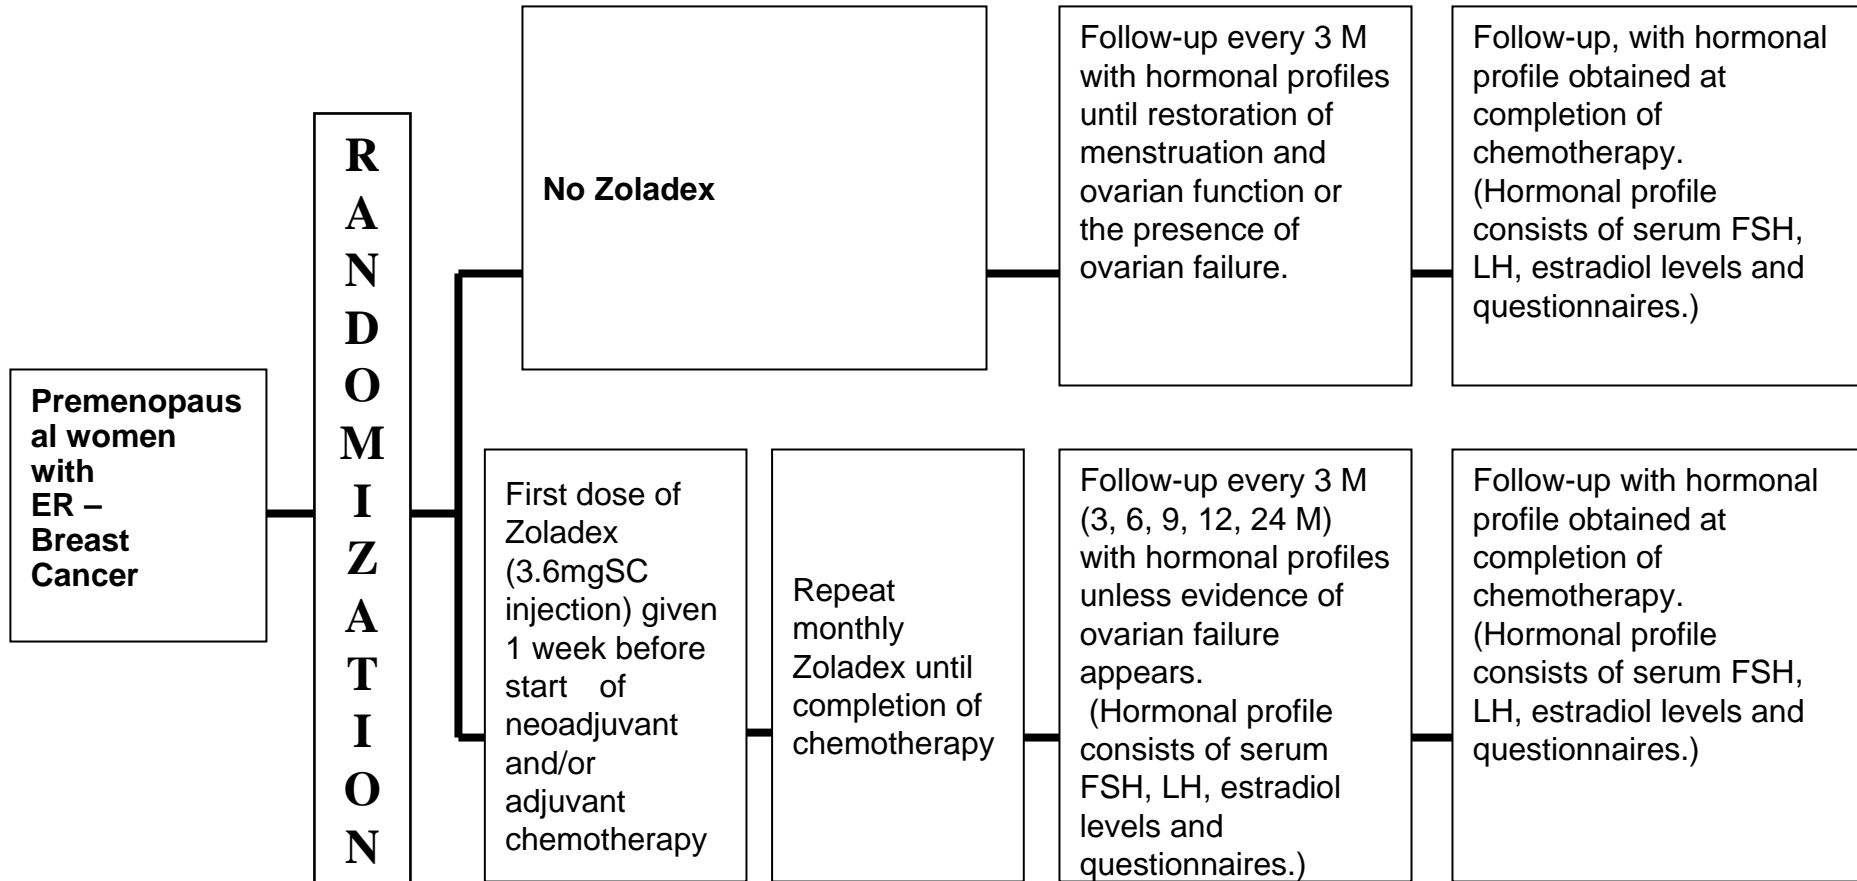 Premenopaus
al women
with
ER –
Breast
Cancer
R
A
N
D
O
M
I
Z
A
T
I
O
N
No Zoladex
Follow-up every 3 M
with hormonal profiles
until restoration of
menstruation and
ovarian function or
the presence of
ovarian failure.
Follow-up, with hormonal
profile obtained at
completion of
chemotherapy.
(Hormonal profile
consists of serum FSH,
LH, estradiol levels and
questionnaires.)
First dose of
Zoladex
(3.6mgSC
injection) given
1 week before
start of
neoadjuvant
and/or
adjuvant
chemotherapy
Repeat
monthly
Zoladex until
completion of
chemotherapy
Follow-up every 3 M
(3, 6, 9, 12, 24 M)
with hormonal profiles
unless evidence of
ovarian failure
appears.
(Hormonal profile
consists of serum
FSH, LH, estradiol
levels and
questionnaires.)
Follow-up with hormonal
profile obtained at
completion of
chemotherapy.
(Hormonal profile
consists of serum FSH,
LH, estradiol levels and
questionnaires.)